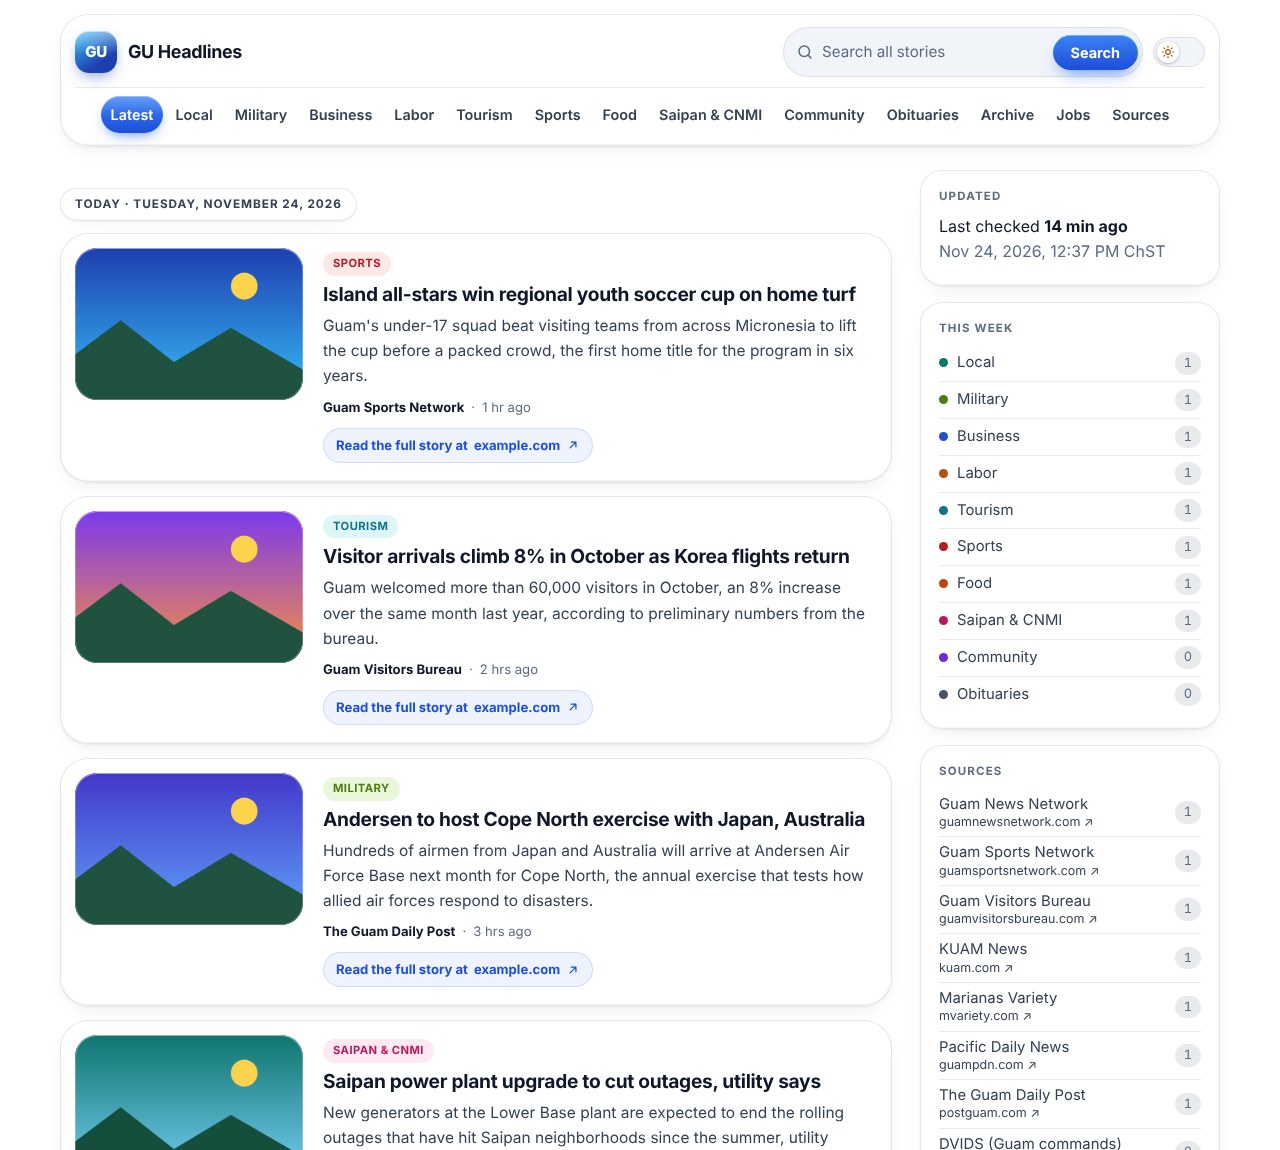 GU
GU Headlines
Search all stories
Search
Latest
Local
Military
Business
Labor
Tourism
Sports
Food
Saipan & CNMI
Community
Obituaries
Archive
Jobs
Sources
TODAY · TUESDAY, NOVEMBER 24, 2026
SPORTS
Island all-stars win regional youth soccer cup on home turf
Guam's under-17 squad beat visiting teams from across Micronesia to lift
the cup before a packed crowd, the first home title for the program in six
years.
Guam Sports Network · 1 hr ago
Read the full story at example.com ↗
TOURISM
Visitor arrivals climb 8% in October as Korea flights return
Guam welcomed more than 60,000 visitors in October, an 8% increase
over the same month last year, according to preliminary numbers from the
bureau.
Guam Visitors Bureau · 2 hrs ago
Read the full story at example.com ↗
MILITARY
Andersen to host Cope North exercise with Japan, Australia
Hundreds of airmen from Japan and Australia will arrive at Andersen Air
Force Base next month for Cope North, the annual exercise that tests how
allied air forces respond to disasters.
The Guam Daily Post · 3 hrs ago
Read the full story at example.com ↗
SAIPAN & CNMI
Saipan power plant upgrade to cut outages, utility says
New generators at the Lower Base plant are expected to end the rolling
outages that have hit Saipan neighborhoods since the summer, utility
UPDATED
Last checked 14 min ago
Nov 24, 2026, 12:37 PM ChST
THIS WEEK
Local 1
Military 1
Business 1
Labor 1
Tourism 1
Sports 1
Food 1
Saipan & CNMI 1
Community 0
Obituaries 0
SOURCES
Guam News Network
guamnewsnetwork.com ↗
1
Guam Sports Network
guamsportsnetwork.com ↗
1
Guam Visitors Bureau
guamvisitorsbureau.com ↗
1
KUAM News
kuam.com ↗
1
Marianas Variety
mvariety.com ↗
1
Pacific Daily News
guampdn.com ↗
1
The Guam Daily Post
postguam.com ↗
1
DVIDS (Guam commands)